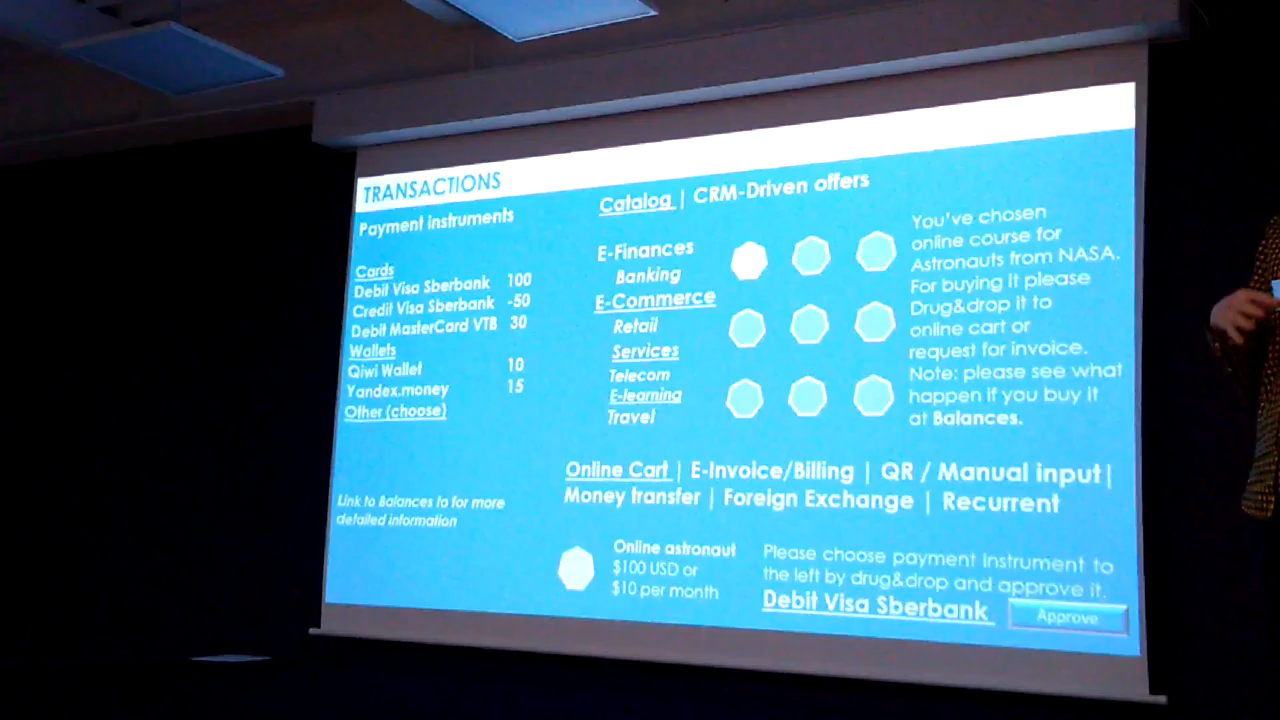 TRANSACTIONS
Payment instruments
Cards
Debit Visa Sberbank 100
Credit Visa Sberbank -50
Debit MasterCard VTB 30
Wallets
Qiwi Wallet 10
Yandex.money 15
Other (choose)
Link to Balances to for more
detailed information
Catalog | CRM-Driven offers
E-Finances
Banking
E-Commerce
Retail
Services
Telecom
E-learning
Travel
You've chosen
online course for
Astronauts from NASA.
For buying it please
Drug&drop it to
online cart or
request for invoice.
Note: please see what
happen if you buy it
at Balances.
Online Cart | E-Invoice/Billing | QR / Manual input|
Money transfer | Foreign Exchange | Recurrent
Online astronaut
$100 USD or
$10 per month
Please choose payment instrument to
the left by drug&drop and approve it.
Debit Visa Sberbank
Approve